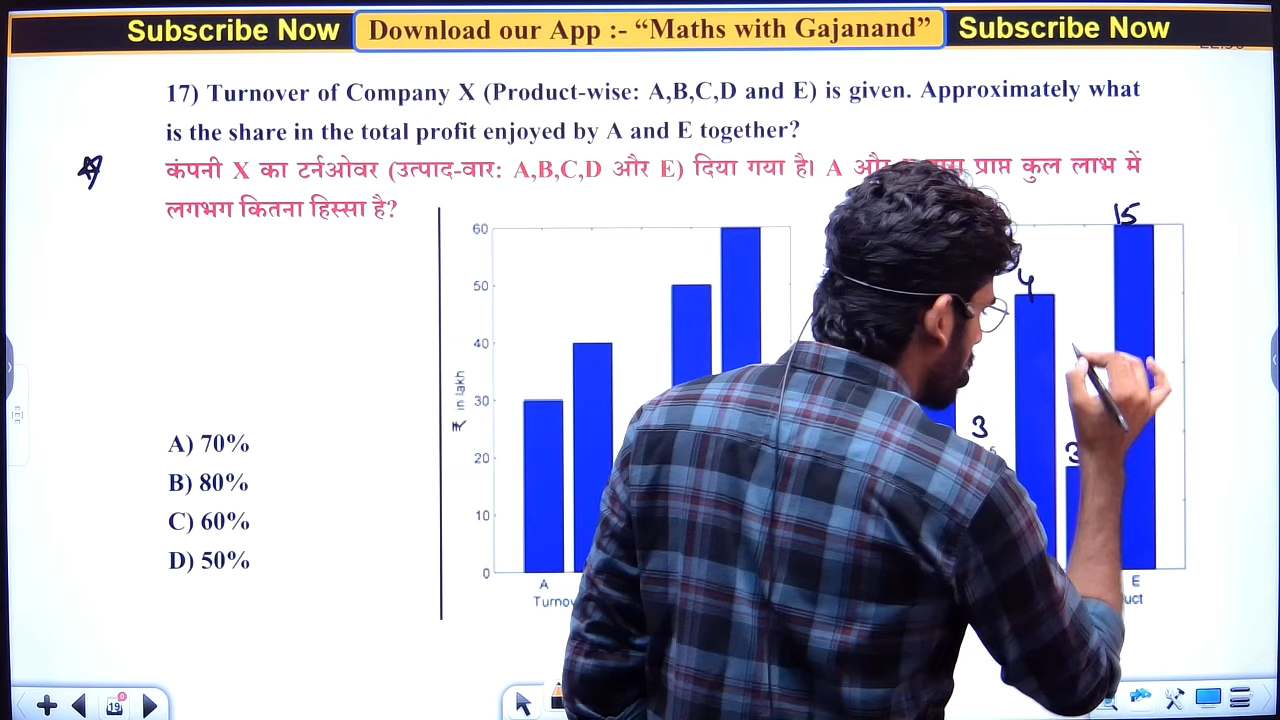 Subscribe Now
Download our App :- “Maths with Gajanand”
Subscribe Now
17) Turnover of Company X (Product-wise: A,B,C,D and E) is given. Approximately what
is the share in the total profit enjoyed by A and E together?
कंपनी X का टर्नओवर (उत्पाद-वार: A,B,C,D और E) दिया गया है। A और प्राप्त कुल लाभ में
लगभग कितना हिस्सा है?
A) 70%
B) 80%
C) 60%
D) 50%
₹ in lakh
60
50
40
30
20
10
0
A
15
4
3
3
E
19